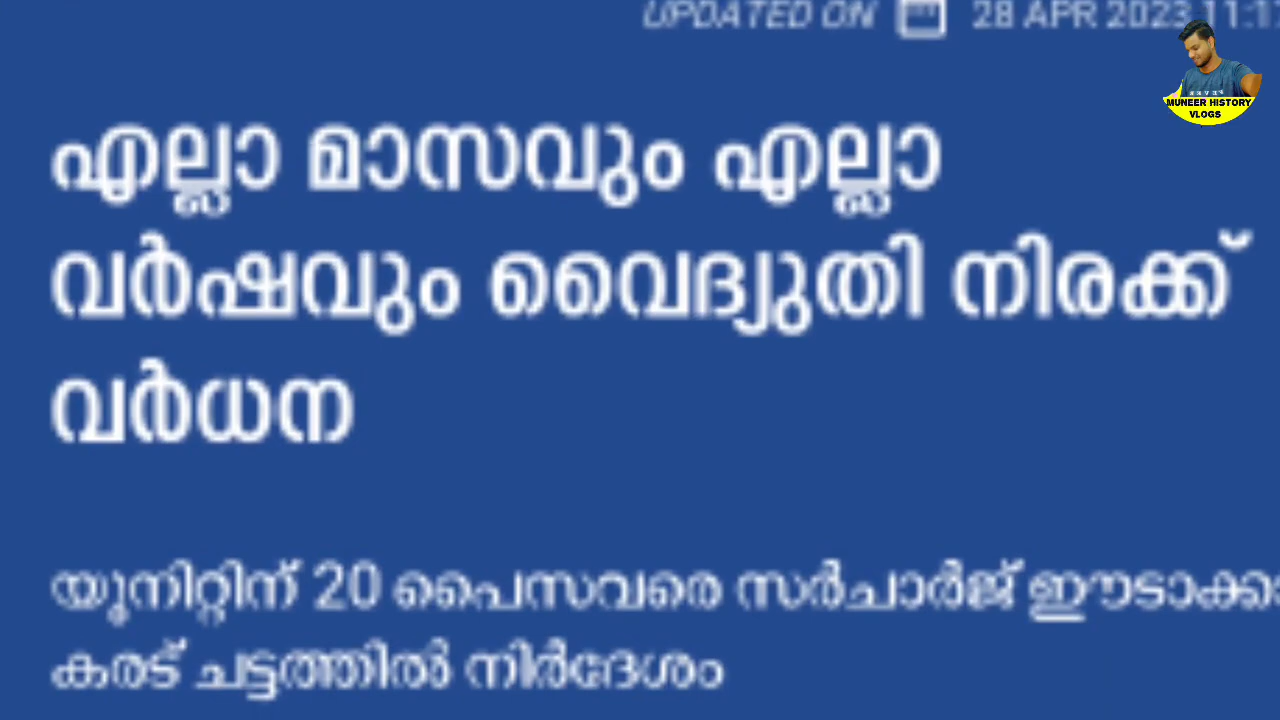 UPDATED ON 28 APR 2023
MUNEER HISTORY
VLOGS
എല്ലാ മാസവും എല്ലാ
വർഷവും വൈദ്യുതി നിരക്ക്
വർധന
യൂനിറ്റിന് 20 പൈസവരെ സർചാർജ്
കരട് ചട്ടത്തിൽ നിർദേശം